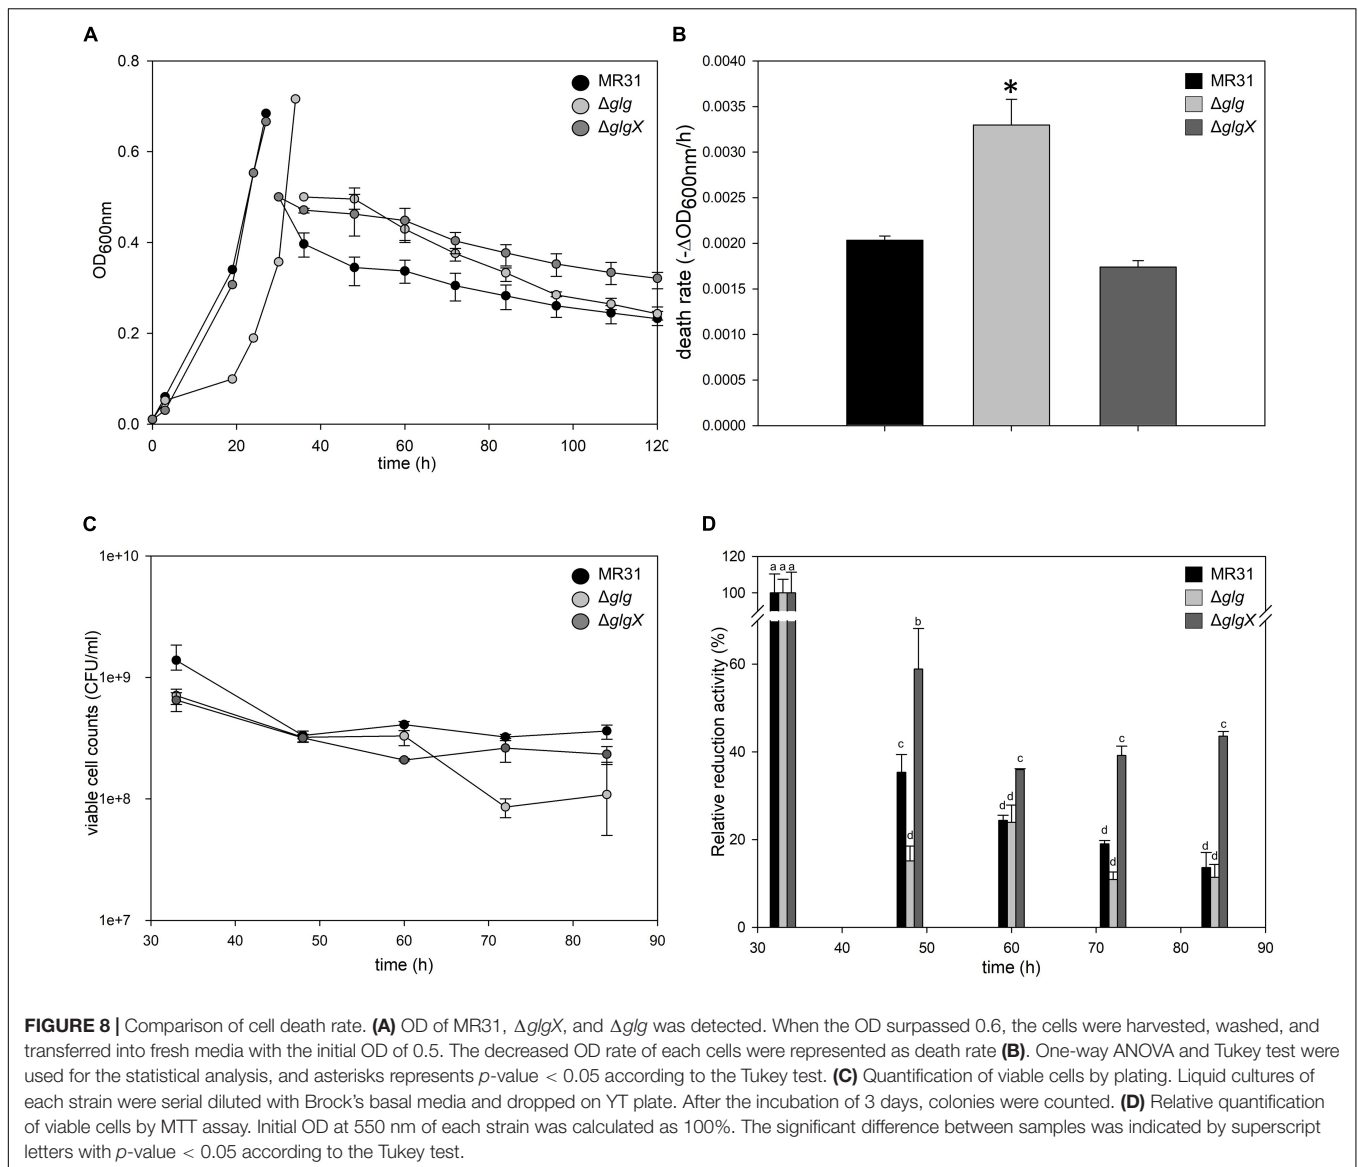 A
0.8
0.6
0.4
0.2
0.0
OD600nm
0 20 40 60 80 100 120
time (h)
MR31
Δglg
ΔglgX
B
0.0040
0.0035
0.0030
0.0025
0.0020
0.0015
0.0010
0.0005
0.0000
death rate (-ΔOD600nm/h)
*
MR31
Δglg
ΔglgX
C
1e+10
1e+9
1e+8
1e+7
viable cell counts (CFU/ml)
30 40 50 60 70 80 90
time (h)
MR31
Δglg
ΔglgX
D
120
100
60
40
20
0
Relative reduction activity (%)
a a a
c d b
d d c
d d c
d d c
30 40 50 60 70 80 90
time (h)
MR31
Δglg
ΔglgX
FIGURE 8 | Comparison of cell death rate. (A) OD of MR31, ΔglgX, and Δglg was detected. When the OD surpassed 0.6, the cells were harvested, washed, and
transferred into fresh media with the initial OD of 0.5. The decreased OD rate of each cells were represented as death rate (B). One-way ANOVA and Tukey test were
used for the statistical analysis, and asterisks represents p-value < 0.05 according to the Tukey test. (C) Quantification of viable cells by plating. Liquid cultures of
each strain were serial diluted with Brock's basal media and dropped on YT plate. After the incubation of 3 days, colonies were counted. (D) Relative quantification
of viable cells by MTT assay. Initial OD at 550 nm of each strain was calculated as 100%. The significant difference between samples was indicated by superscript
letters with p-value < 0.05 according to the Tukey test.